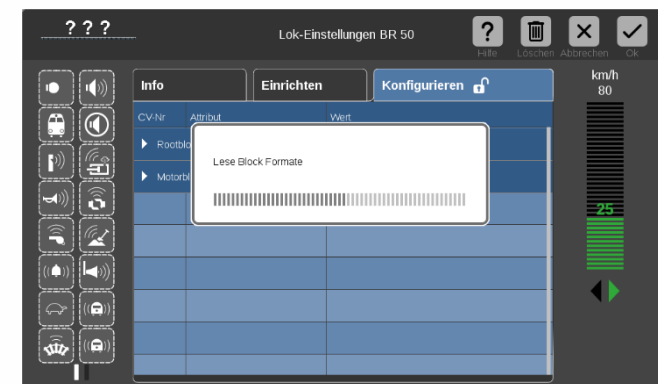 ? ? ?
Lok-Einstellungen BR 50
?
Hilfe
Löschen
Abbrechen
Ok
Info
Einrichten
Konfigurieren
km/h
80
CV-Nr
Attribut
Wert
Rootblo
Motorbl
Lese Block Formate
25